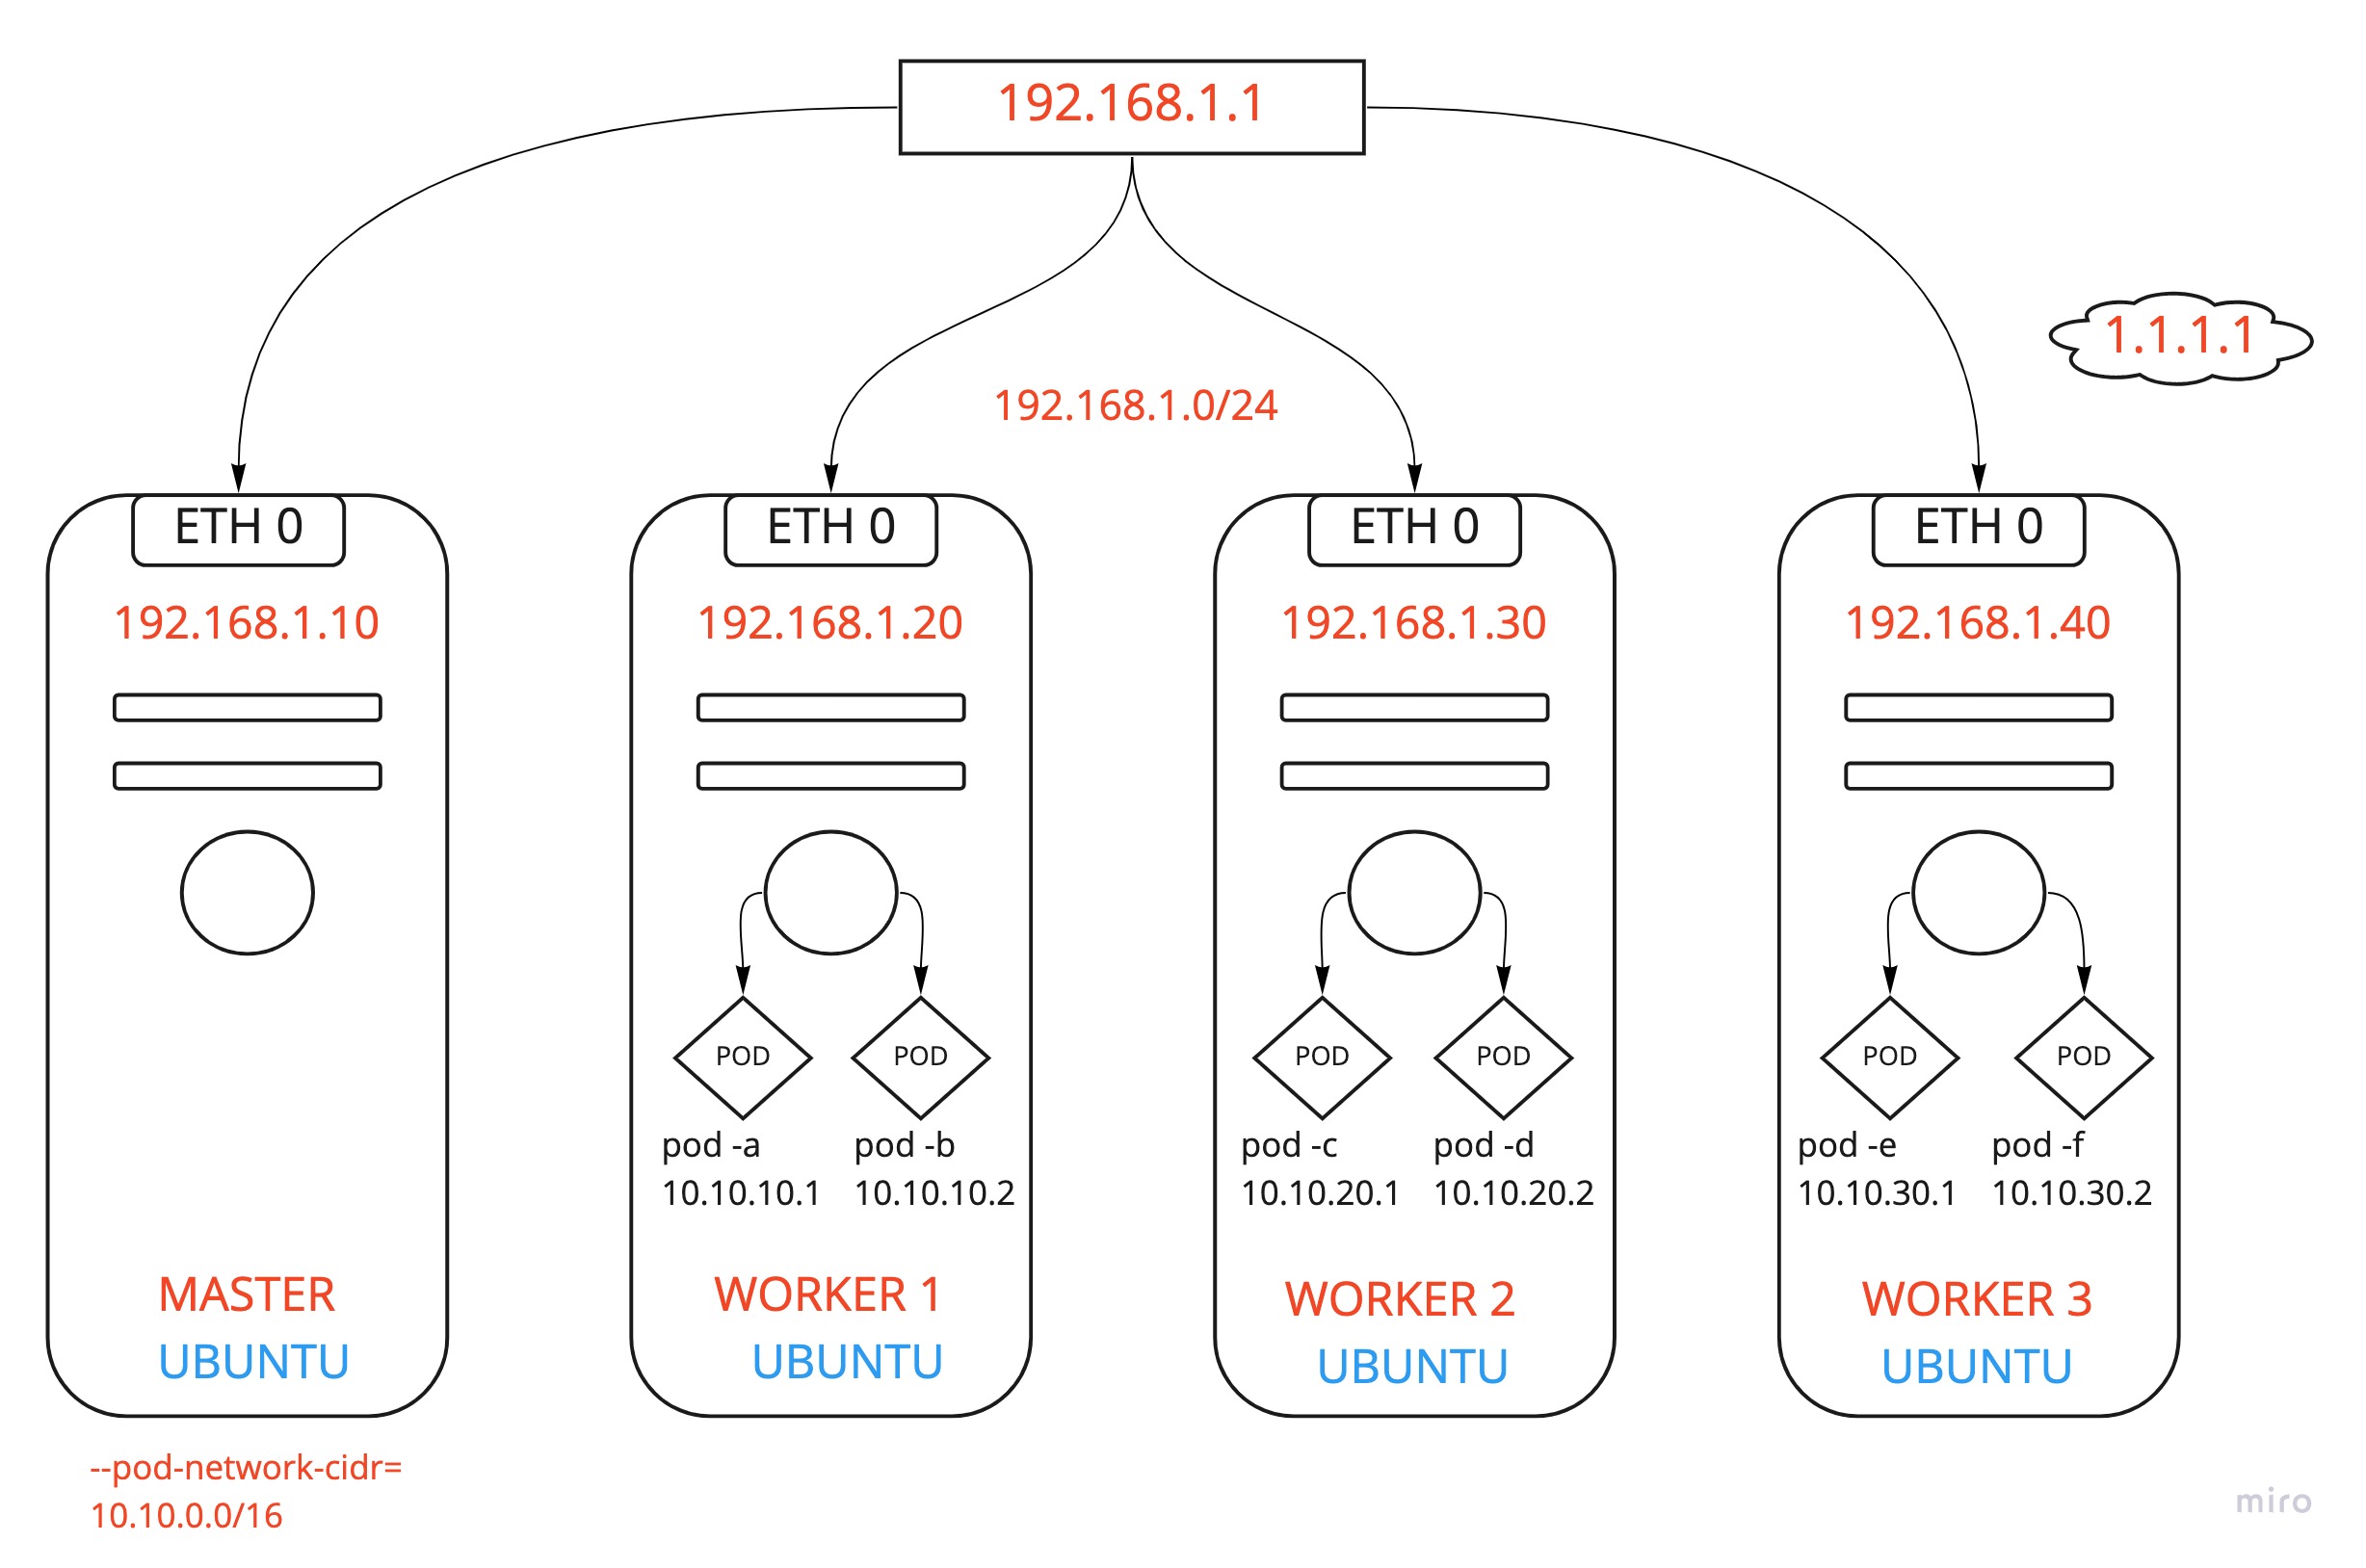 192.168.1.1
1.1.1.1
192.168.1.0/24
ETH 0
192.168.1.10
MASTER
UBUNTU
--pod-network-cidr=
10.10.0.0/16
ETH 0
192.168.1.20
POD
POD
pod -a
10.10.10.1
pod -b
10.10.10.2
WORKER 1
UBUNTU
ETH 0
192.168.1.30
POD
POD
pod -c
10.10.20.1
pod -d
10.10.20.2
WORKER 2
UBUNTU
ETH 0
192.168.1.40
POD
POD
pod -e
10.10.30.1
pod -f
10.10.30.2
WORKER 3
UBUNTU
miro